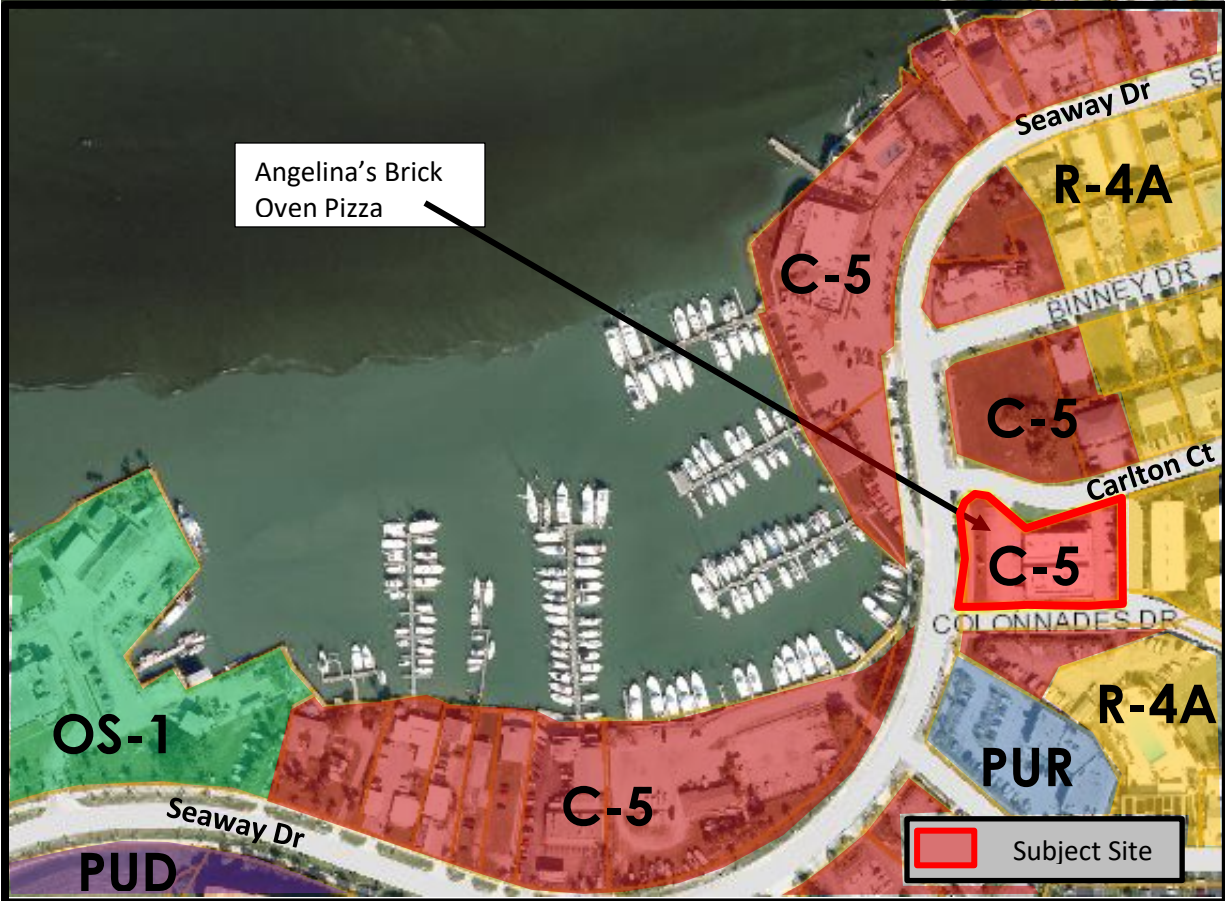 SE
Seaway Dr
R-4A
Angelina's Brick
Oven Pizza
C-5
BINNEY DR
C-5
Carlton Ct
C-5
COLONNADES DR
R-4A
OS-1
PUR
C-5
Seaway Dr
Subject Site
PUD